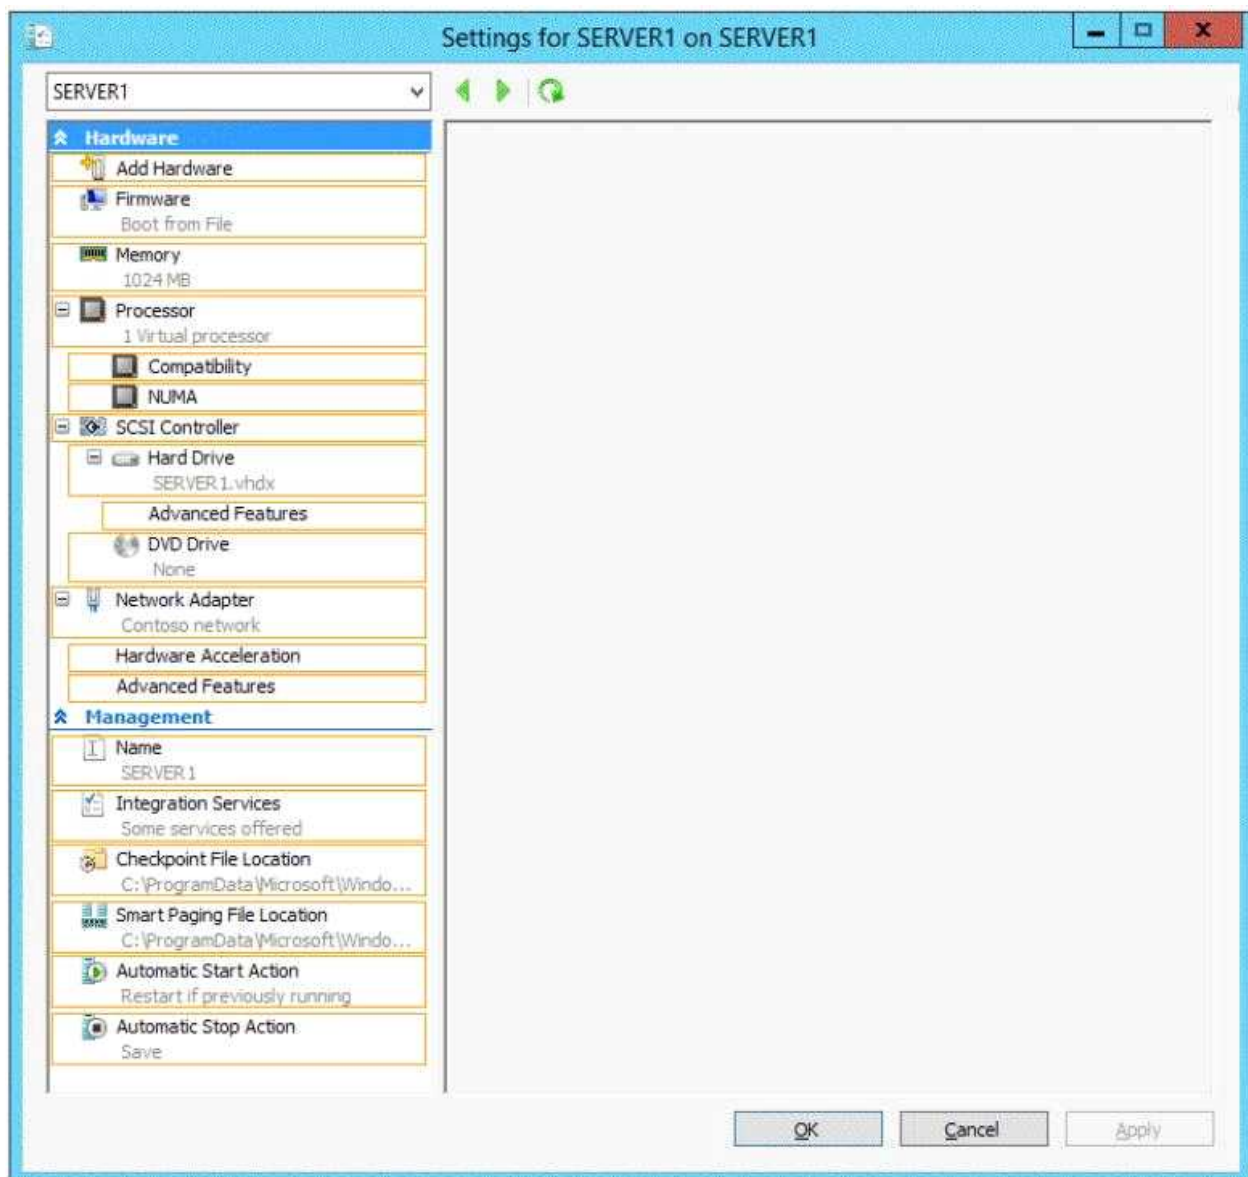 Settings for SERVER1 on SERVER1
SERVER1
Hardware
Add Hardware
Firmware
Boot from File
Memory
1024 MB
Processor
1 Virtual processor
Compatibility
NUMA
SCSI Controller
Hard Drive
SERVER1.vhdx
Advanced Features
DVD Drive
None
Network Adapter
Contoso network
Hardware Acceleration
Advanced Features
Management
Name
SERVER1
Integration Services
Some services offered
Checkpoint File Location
C:\ProgramData\Microsoft\Windo...
Smart Paging File Location
C:\ProgramData\Microsoft\Windo...
Automatic Start Action
Restart if previously running
Automatic Stop Action
Save
OK Cancel Apply